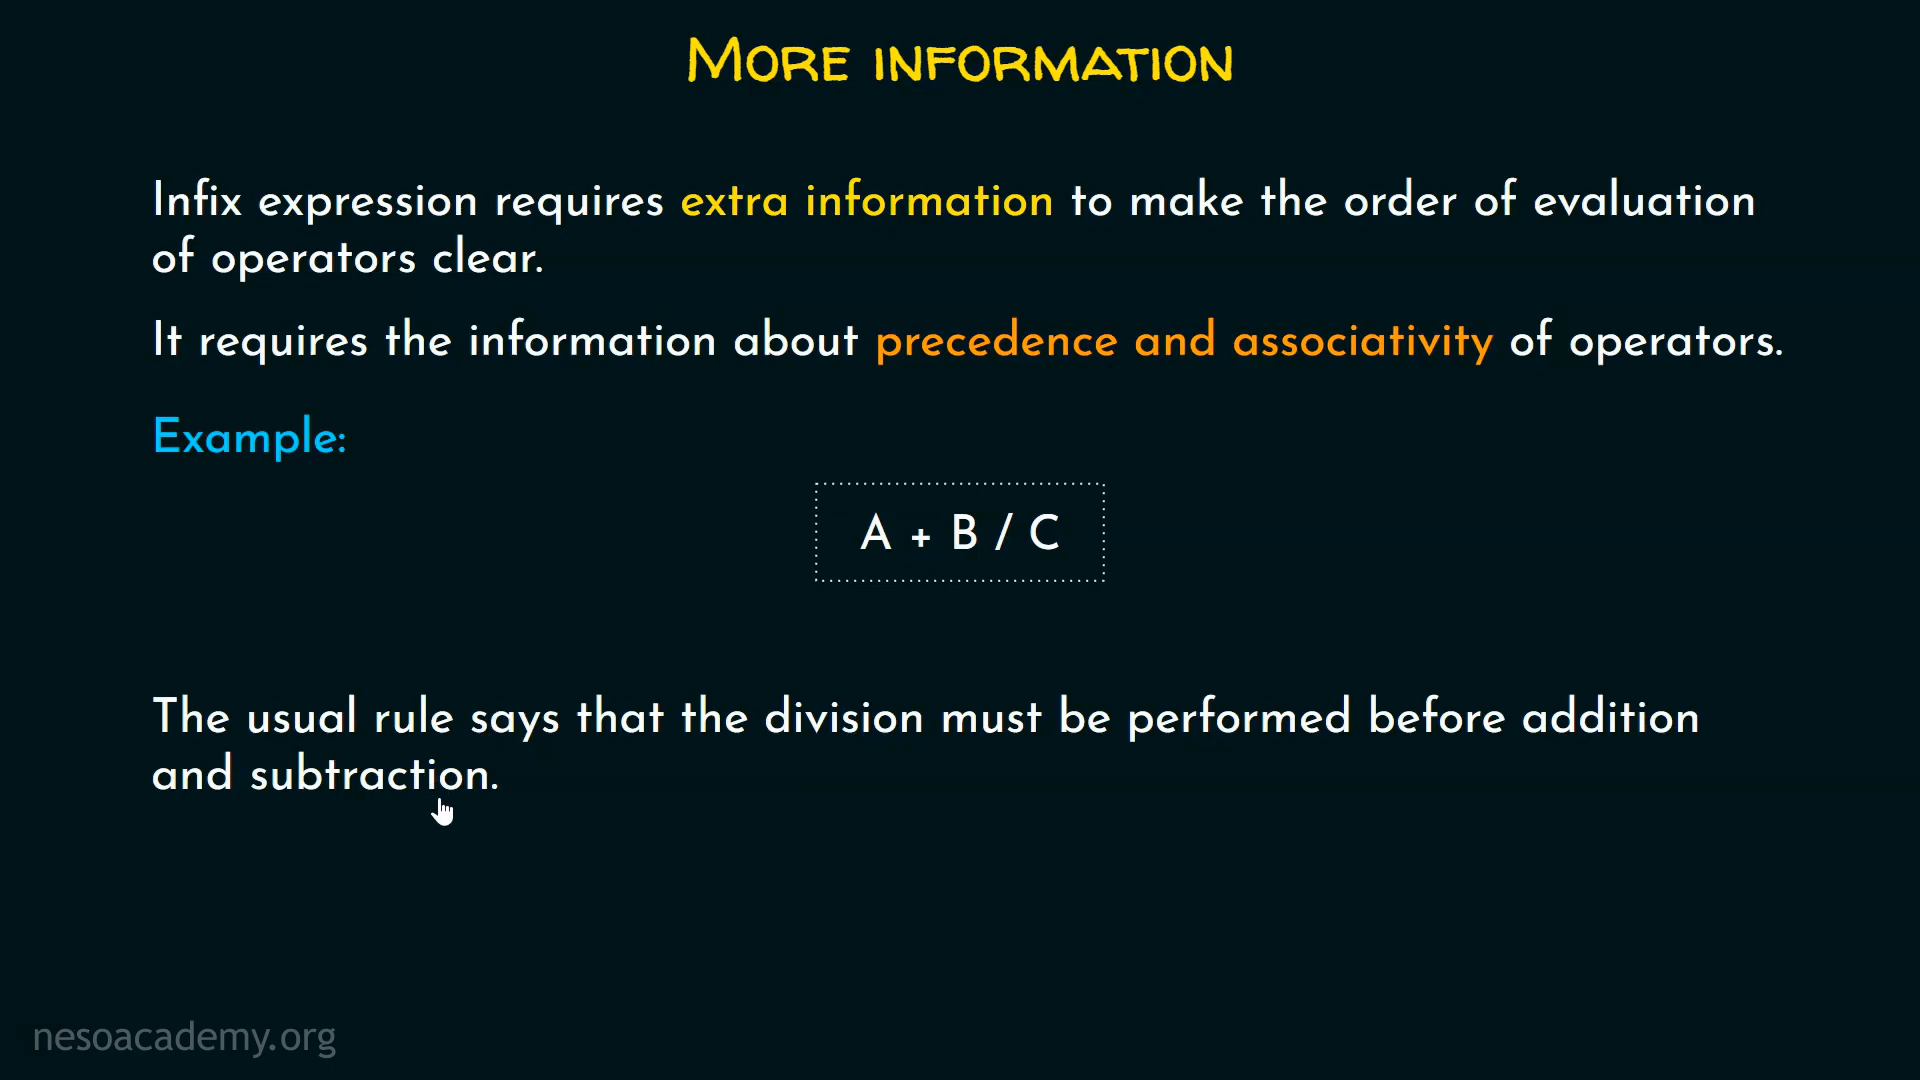 More information
Infix expression requires extra information to make the order of evaluation
of operators clear.
It requires the information about precedence and associativity of operators.
Example:
A + B / C
The usual rule says that the division must be performed before addition
and subtraction.
nesoacademy.org